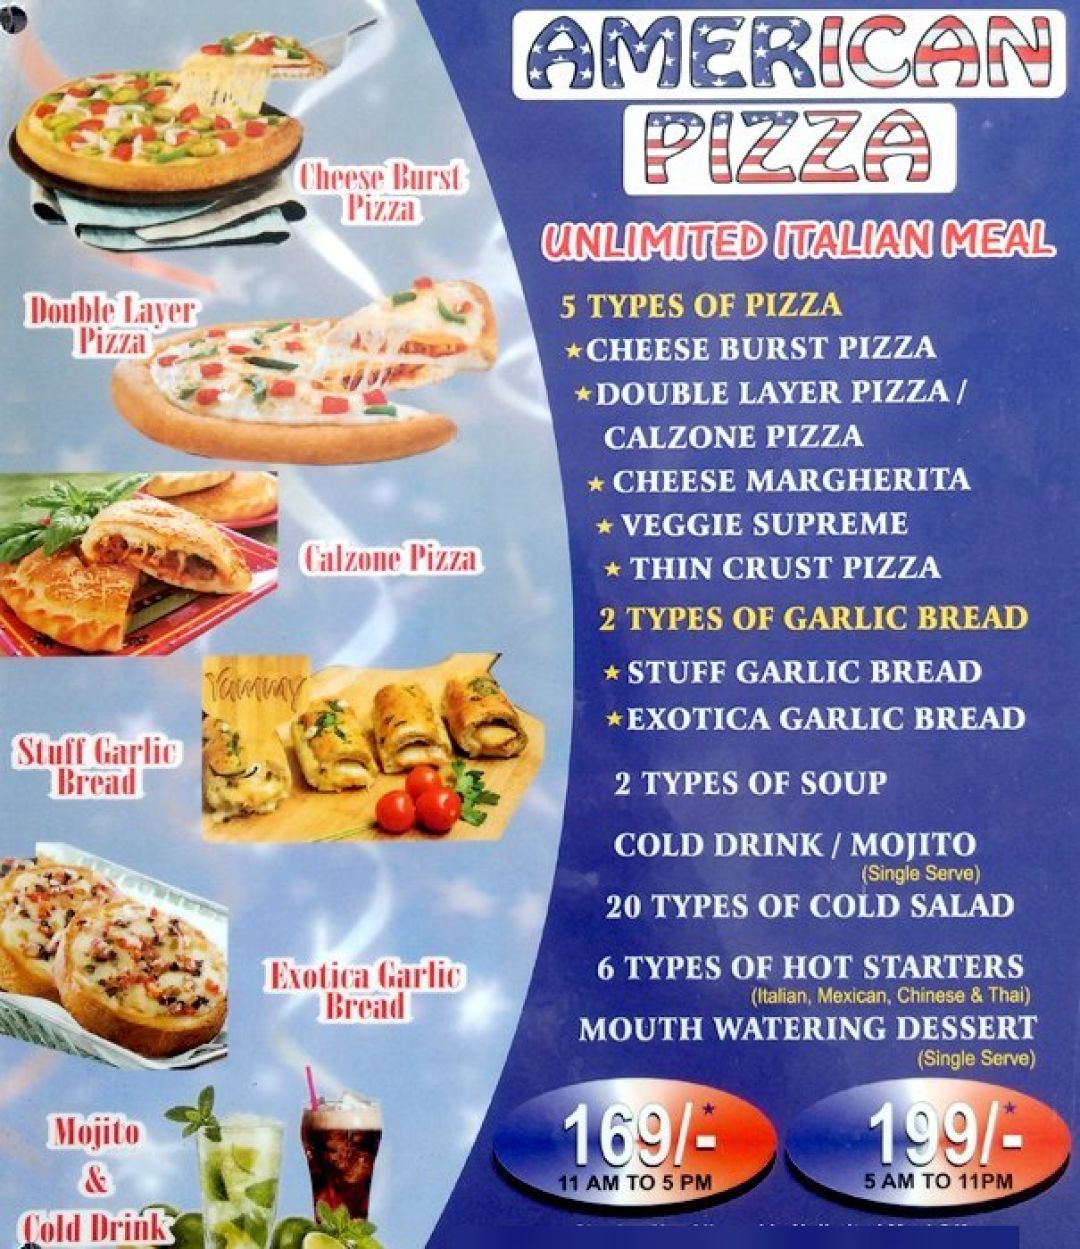 AMERICAN
PIZZA
UNLIMITED ITALIAN MEAL
5 TYPES OF PIZZA
★CHEESE BURST PIZZA
★DOUBLE LAYER PIZZA /
CALZONE PIZZA
★ CHEESE MARGHERITA
★ VEGGIE SUPREME
★ THIN CRUST PIZZA
2 TYPES OF GARLIC BREAD
★ STUFF GARLIC BREAD
★EXOTICA GARLIC BREAD
2 TYPES OF SOUP
COLD DRINK / MOJITO
(Single Serve)
20 TYPES OF COLD SALAD
6 TYPES OF HOT STARTERS
(Italian, Mexican, Chinese & Thai)
MOUTH WATERING DESSERT
(Single Serve)
169/-*
11 AM TO 5 PM
199/-*
5 AM TO 11PM
Cheese Burst
Pizza
Double Layer
Pizza
Calzone Pizza
Yummy
Stuff Garlic
Bread
Exotica Garlic
Bread
Mojito
&
Cold Drink